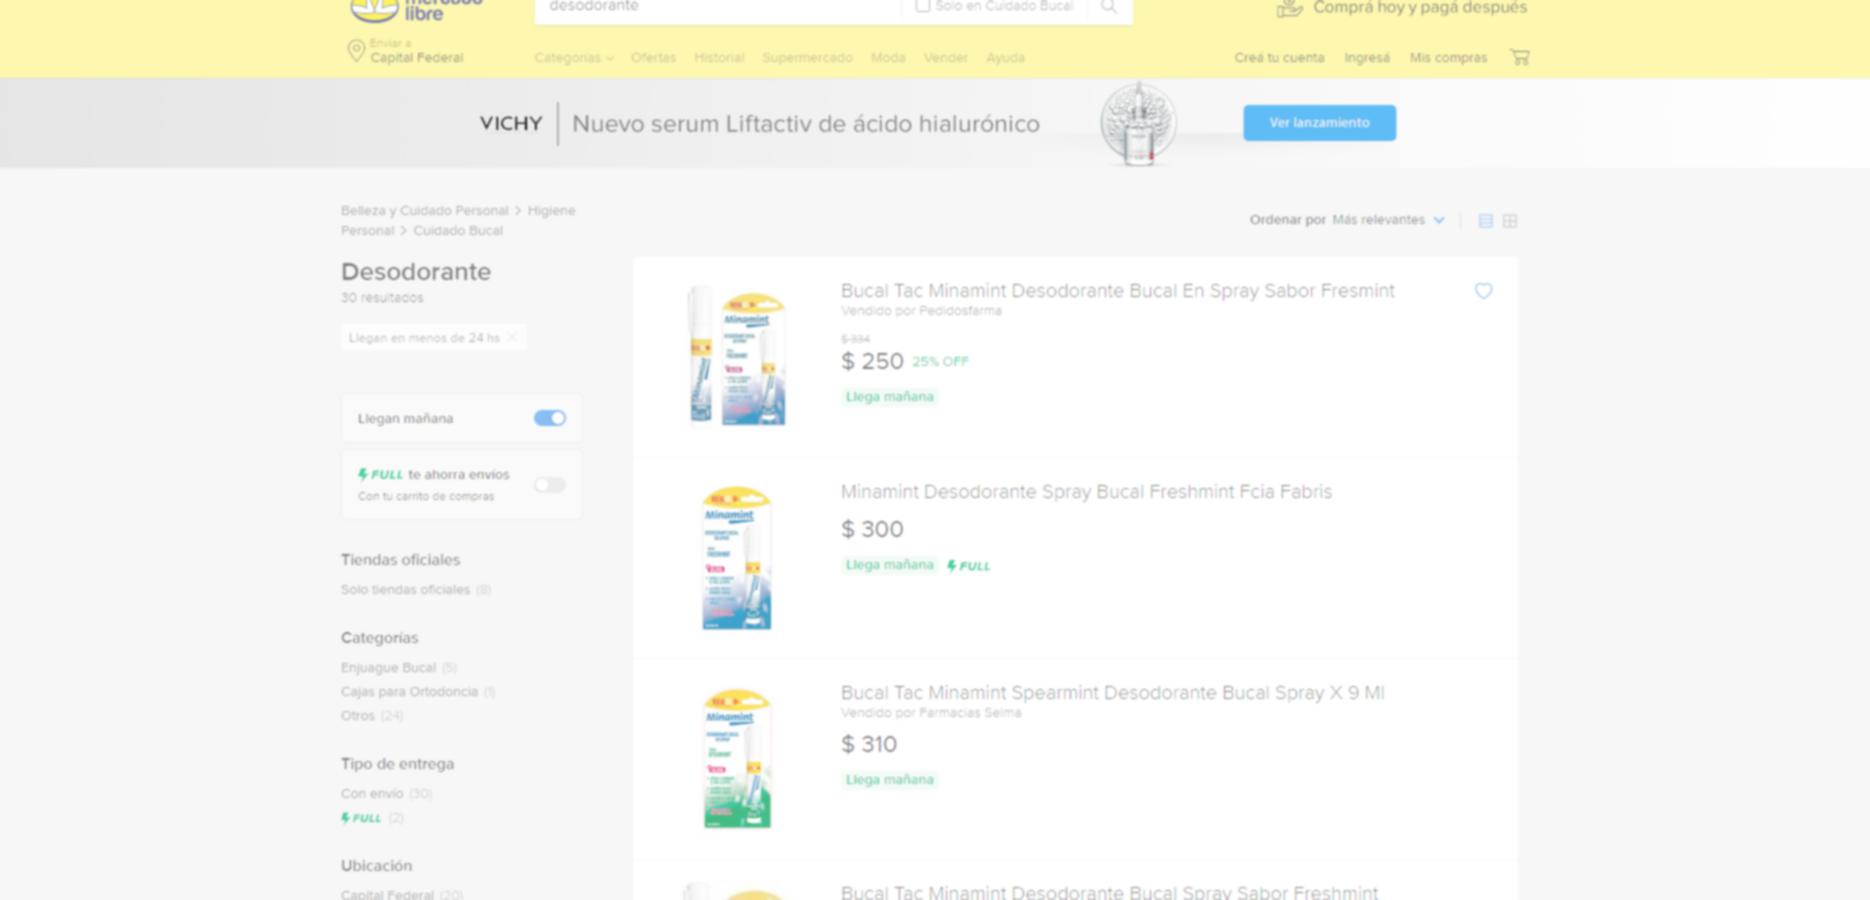 mercado
libre
desodorante
Solo en Cuidado Bucal
Comprá hoy y pagá después
Enviar a
Capital Federal
Categorías
Ofertas
Historial
Supermercado
Moda
Vender
Ayuda
Creá tu cuenta
Ingresá
Mis compras
VICHY
Nuevo serum Liftactiv de ácido hialurónico
Ver lanzamiento
Belleza y Cuidado Personal > Higiene
Personal > Cuidado Bucal
Ordenar por Más relevantes
Desodorante
30 resultados
Llegan en menos de 24 hs
Llegan mañana
FULL te ahorra envíos
Con tu carrito de compras
Tiendas oficiales
Solo tiendas oficiales (8)
Categorías
Enjuague Bucal (5)
Cajas para Ortodoncia (1)
Otros (24)
Tipo de entrega
Con envío (30)
FULL (2)
Ubicación
Capital Federal (20)
Minamint
Bucal Tac Minamint Desodorante Bucal En Spray Sabor Fresmint
Vendido por Pedidosfarma
$ 334
$ 250 25% OFF
Llega mañana
Minamint
Minamint Desodorante Spray Bucal Freshmint Fcia Fabris
$ 300
Llega mañana FULL
Minamint
Bucal Tac Minamint Spearmint Desodorante Bucal Spray X 9 Ml
Vendido por Farmacias Selma
$ 310
Llega mañana
Bucal Tac Minamint Desodorante Bucal Spray Sabor Freshmint